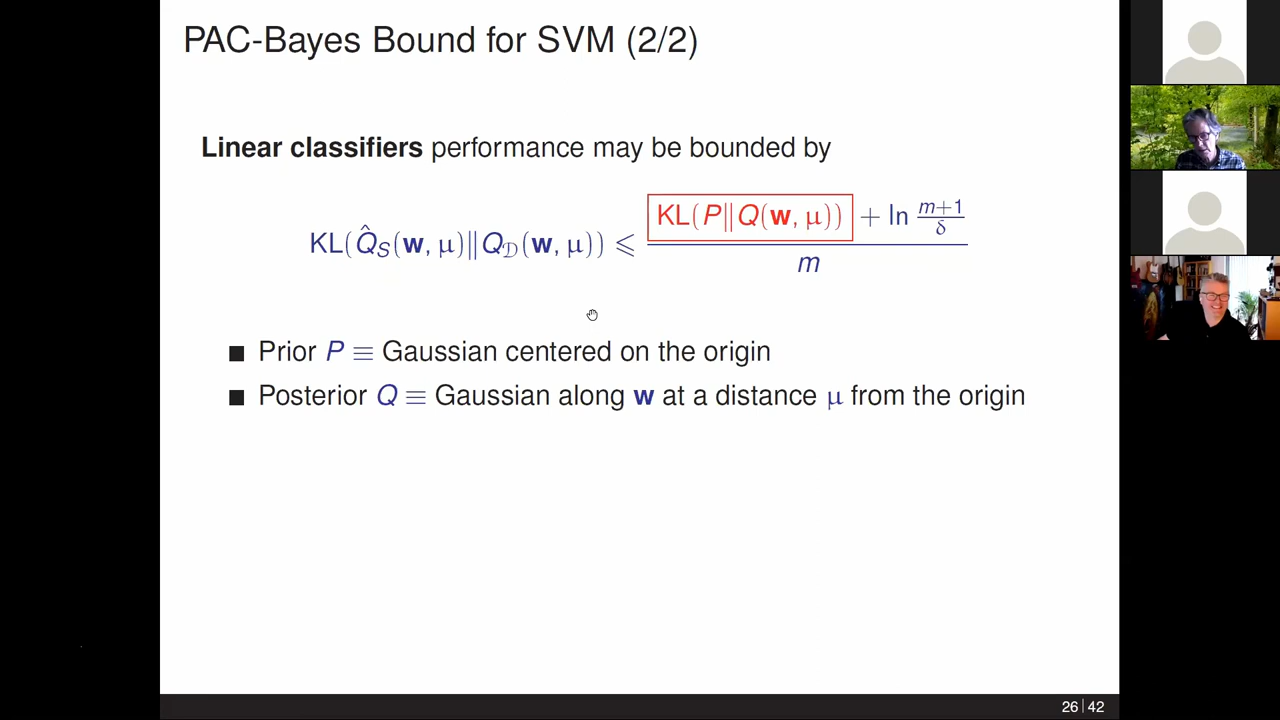 PAC-Bayes Bound for SVM (2/2)
Linear classifiers performance may be bounded by
KL(Q̂_S(w, μ)‖Q_𝒟(w, μ)) ⩽ (KL(P‖Q(w, μ)) + ln((m+1)/δ))/m
■ Prior P ≡ Gaussian centered on the origin
■ Posterior Q ≡ Gaussian along w at a distance μ from the origin
26 | 42